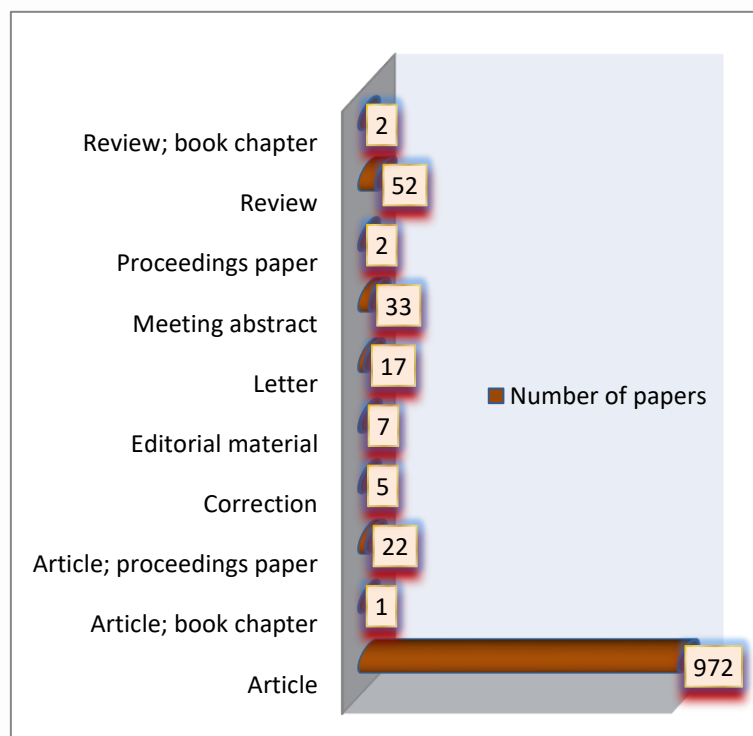 Review; book chapter
2
Review
52
Proceedings paper
2
Meeting abstract
33
Letter
17
Editorial material
7
Correction
5
Article; proceedings paper
22
Article; book chapter
1
Article
972
Number of papers